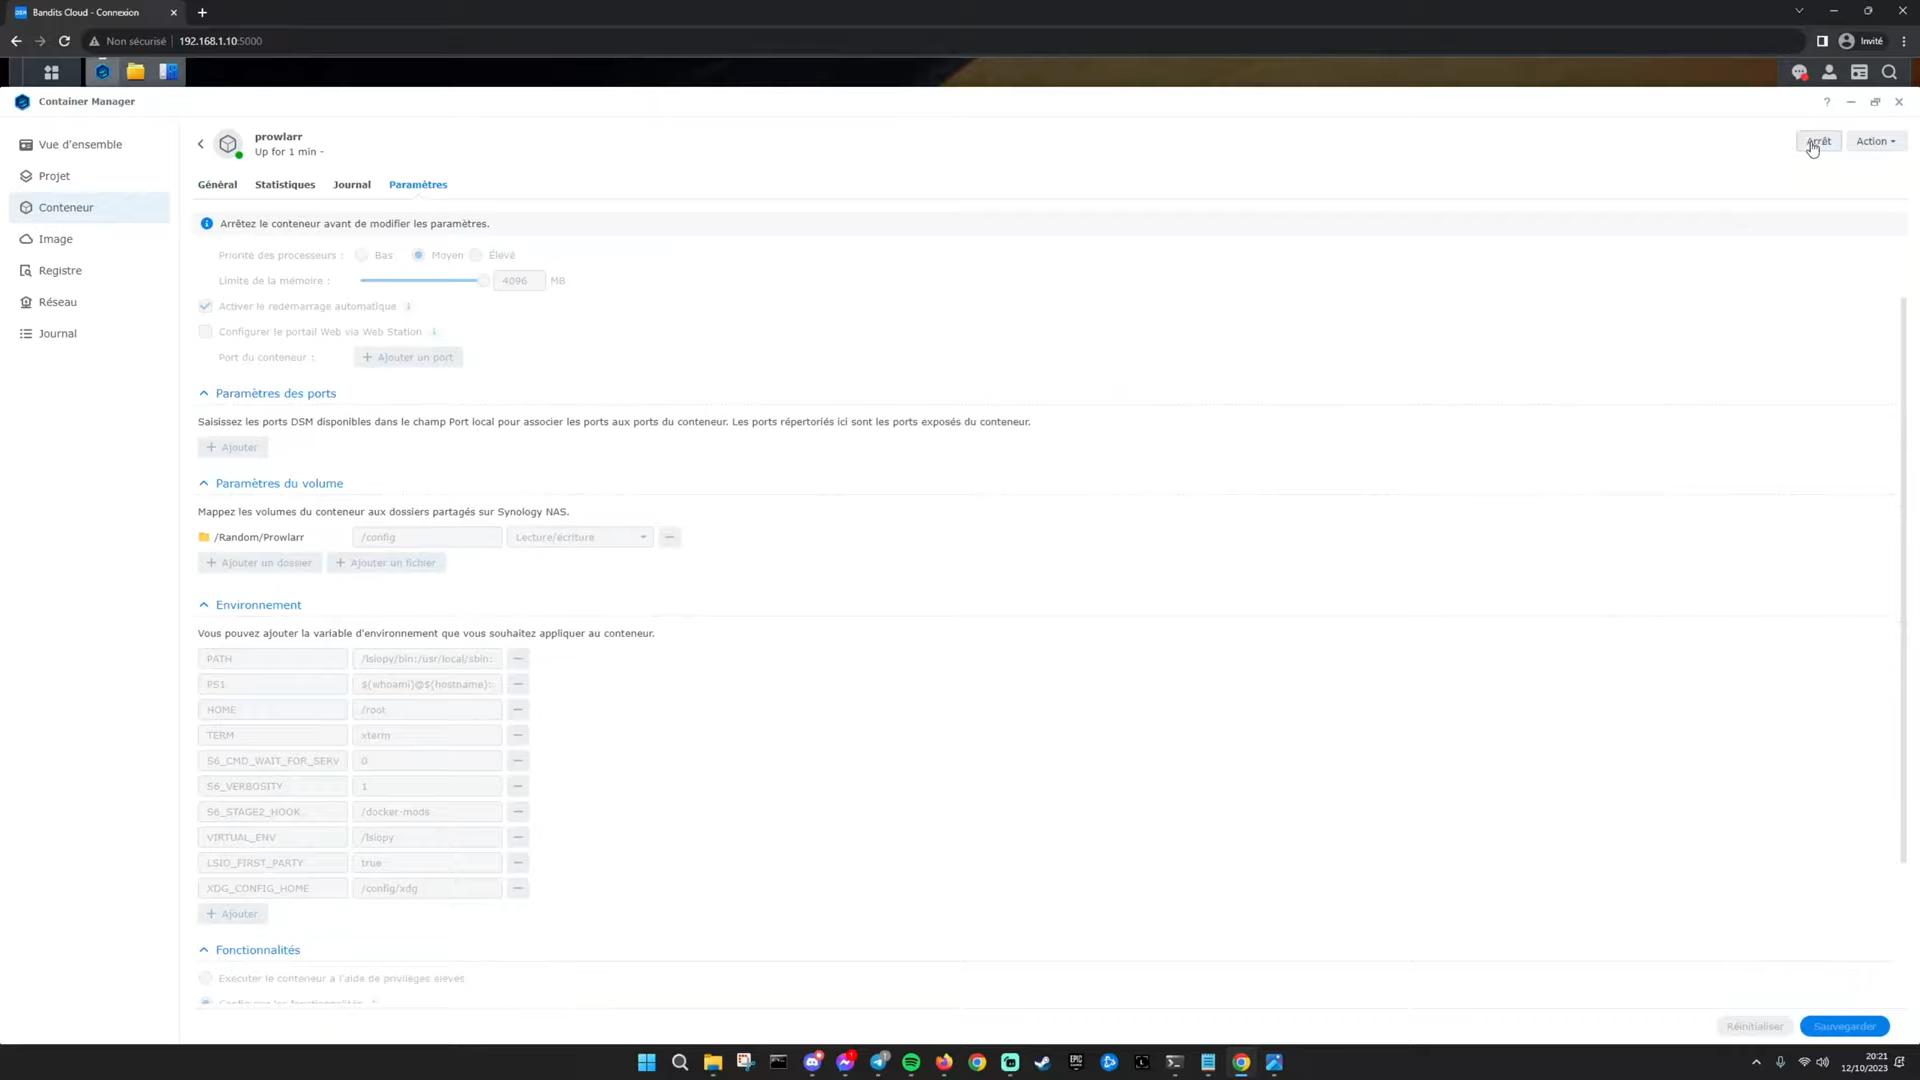 Bandits Cloud - Connexion
Non sécurisé
192.168.1.10:5000
Invité
Container Manager
Vue d'ensemble
Projet
Conteneur
Image
Registre
Réseau
Journal
prowlarr
Up for 1 min -
Arrêt
Action
Général
Statistiques
Journal
Paramètres
Arrêtez le conteneur avant de modifier les paramètres.
Priorité des processeurs :
Bas
Moyen
Élevé
Limite de la mémoire :
4096
MB
Activer le redémarrage automatique
Configurer le portail Web via Web Station
Port du conteneur :
Ajouter un port
Paramètres des ports
Saisissez les ports DSM disponibles dans le champ Port local pour associer les ports aux ports du conteneur. Les ports répertoriés ici sont les ports exposés du conteneur.
Ajouter
Paramètres du volume
Mappez les volumes du conteneur aux dossiers partagés sur Synology NAS.
/Random/Prowlarr
/config
Lecture/écriture
Ajouter un dossier
Ajouter un fichier
Environnement
Vous pouvez ajouter la variable d'environnement que vous souhaitez appliquer au conteneur.
PATH
/lsiopy/bin:/usr/local/sbin:
PS1
$(whoami)@$(hostname):
HOME
/root
TERM
xterm
S6_CMD_WAIT_FOR_SERV
0
S6_VERBOSITY
1
S6_STAGE2_HOOK
/docker-mods
VIRTUAL_ENV
/lsiopy
LSIO_FIRST_PARTY
true
XDG_CONFIG_HOME
/config/xdg
Ajouter
Fonctionnalités
Exécuter le conteneur à l'aide de privilèges élevés
Configurer les fonctionnalités
Réinitialiser
Sauvegarder
20:21
12/10/2023